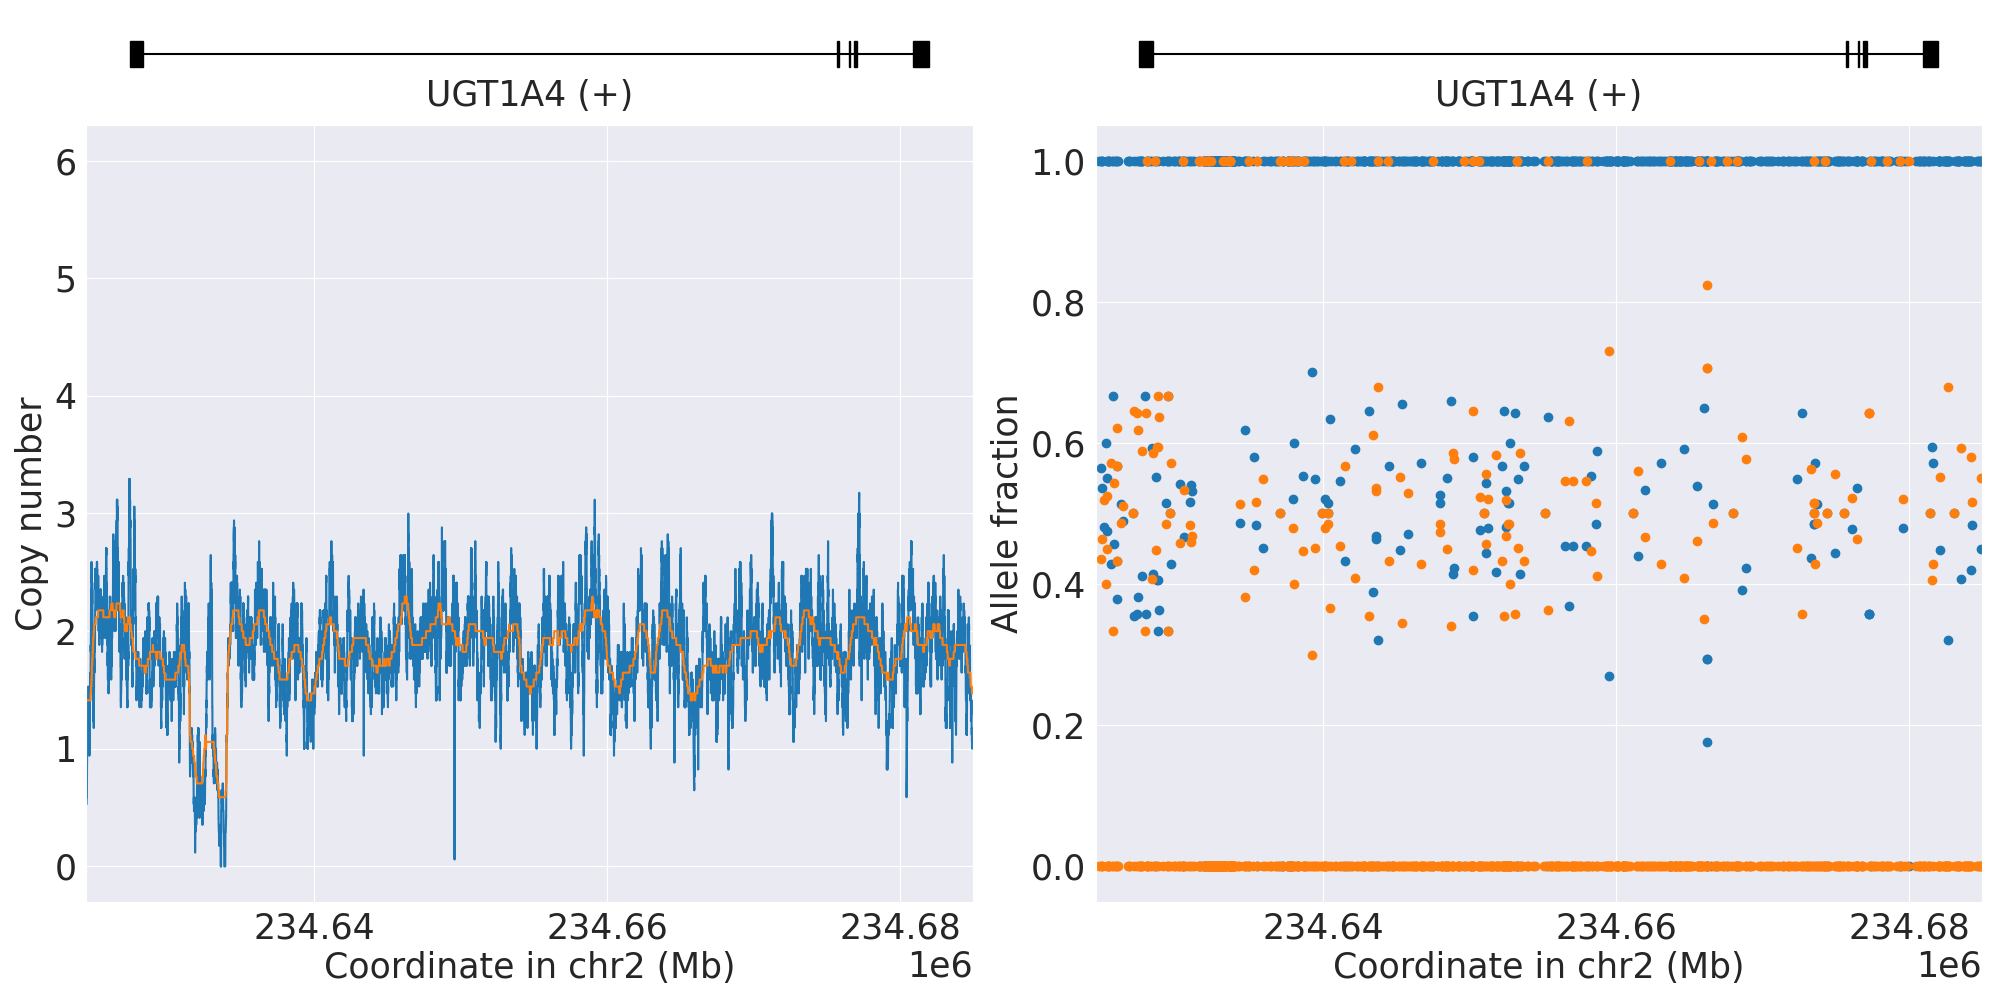 UGT1A4 (+)
6
5
4
3
2
1
0
Copy number
234.64 234.66 234.68
1e6
Coordinate in chr2 (Mb)
UGT1A4 (+)
1.0
0.8
0.6
0.4
0.2
0.0
Allele fraction
234.64 234.66 234.68
1e6
Coordinate in chr2 (Mb)